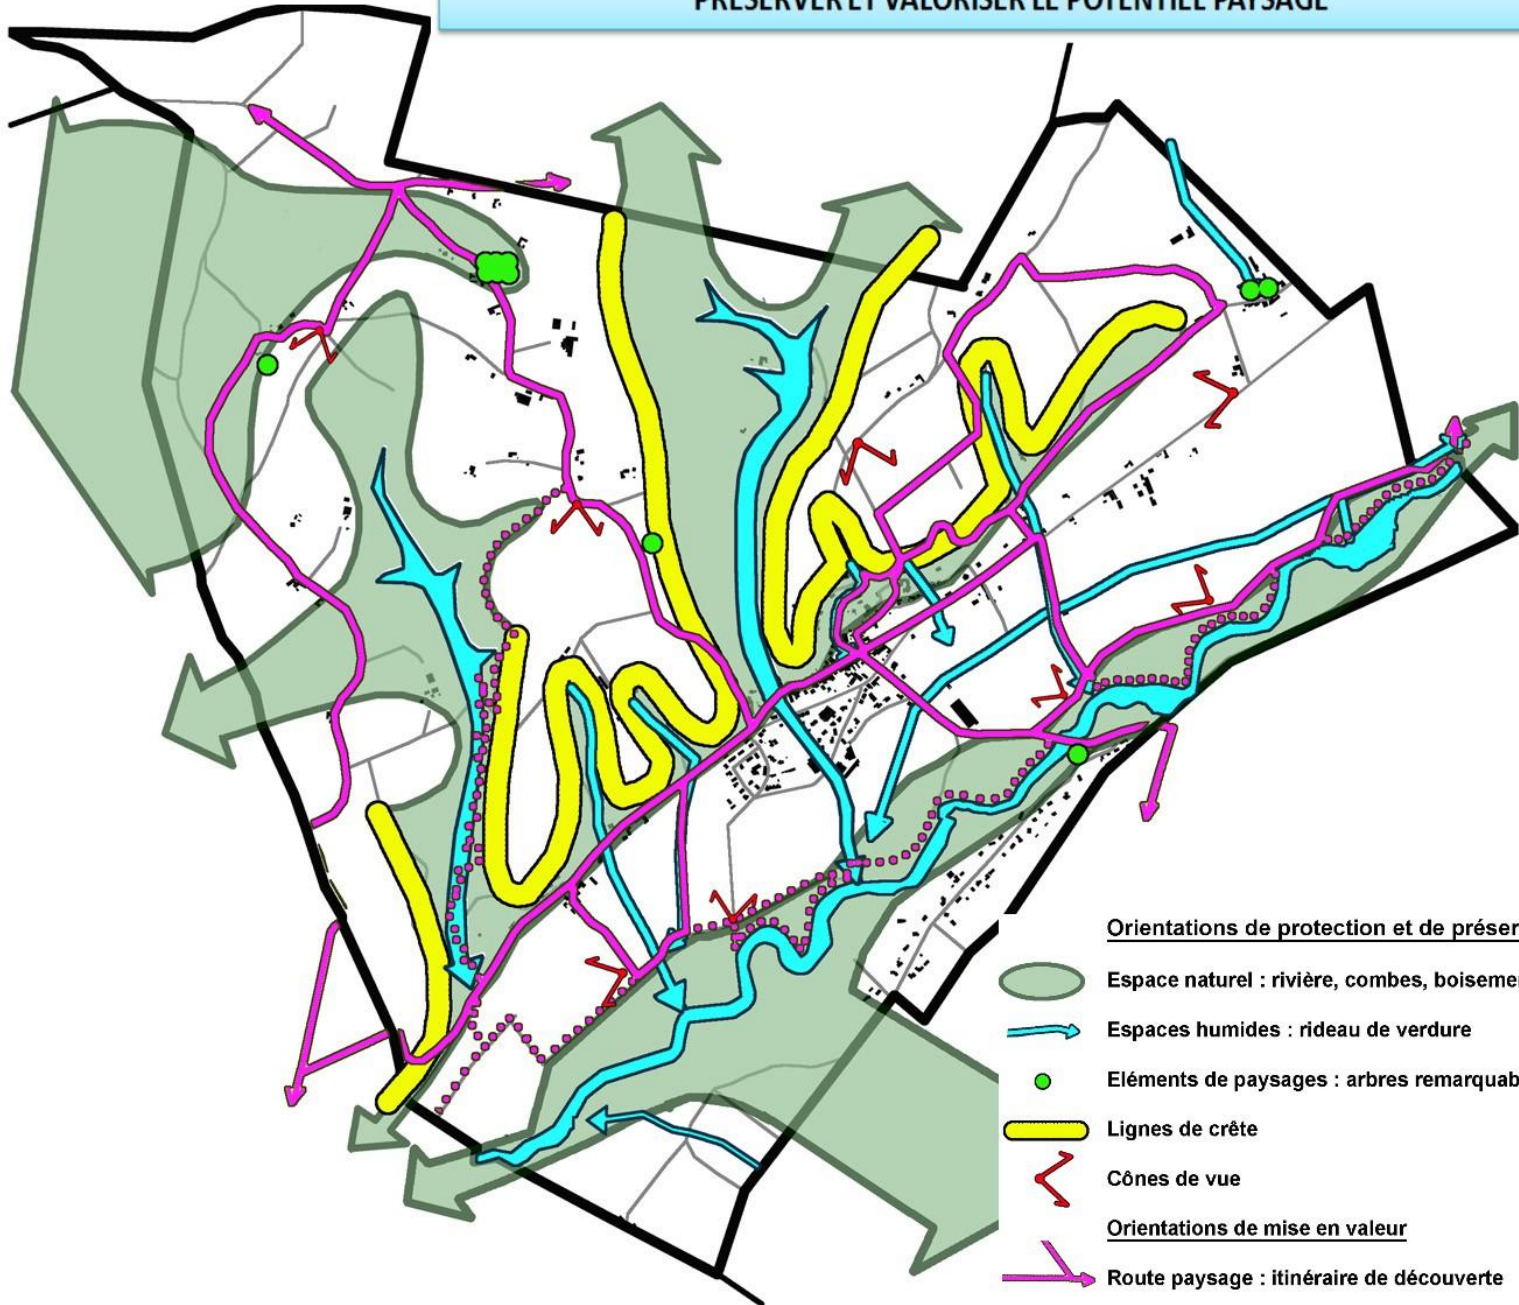 PRESERVER ET VALORISER LE POTENTIEL PAYSAGE
Orientations de protection et de préser
Espace naturel : rivière, combes, boiseme
Espaces humides : rideau de verdure
Eléments de paysages : arbres remarquab
Lignes de crête
Cônes de vue
Orientations de mise en valeur
Route paysage : itinéraire de découverte